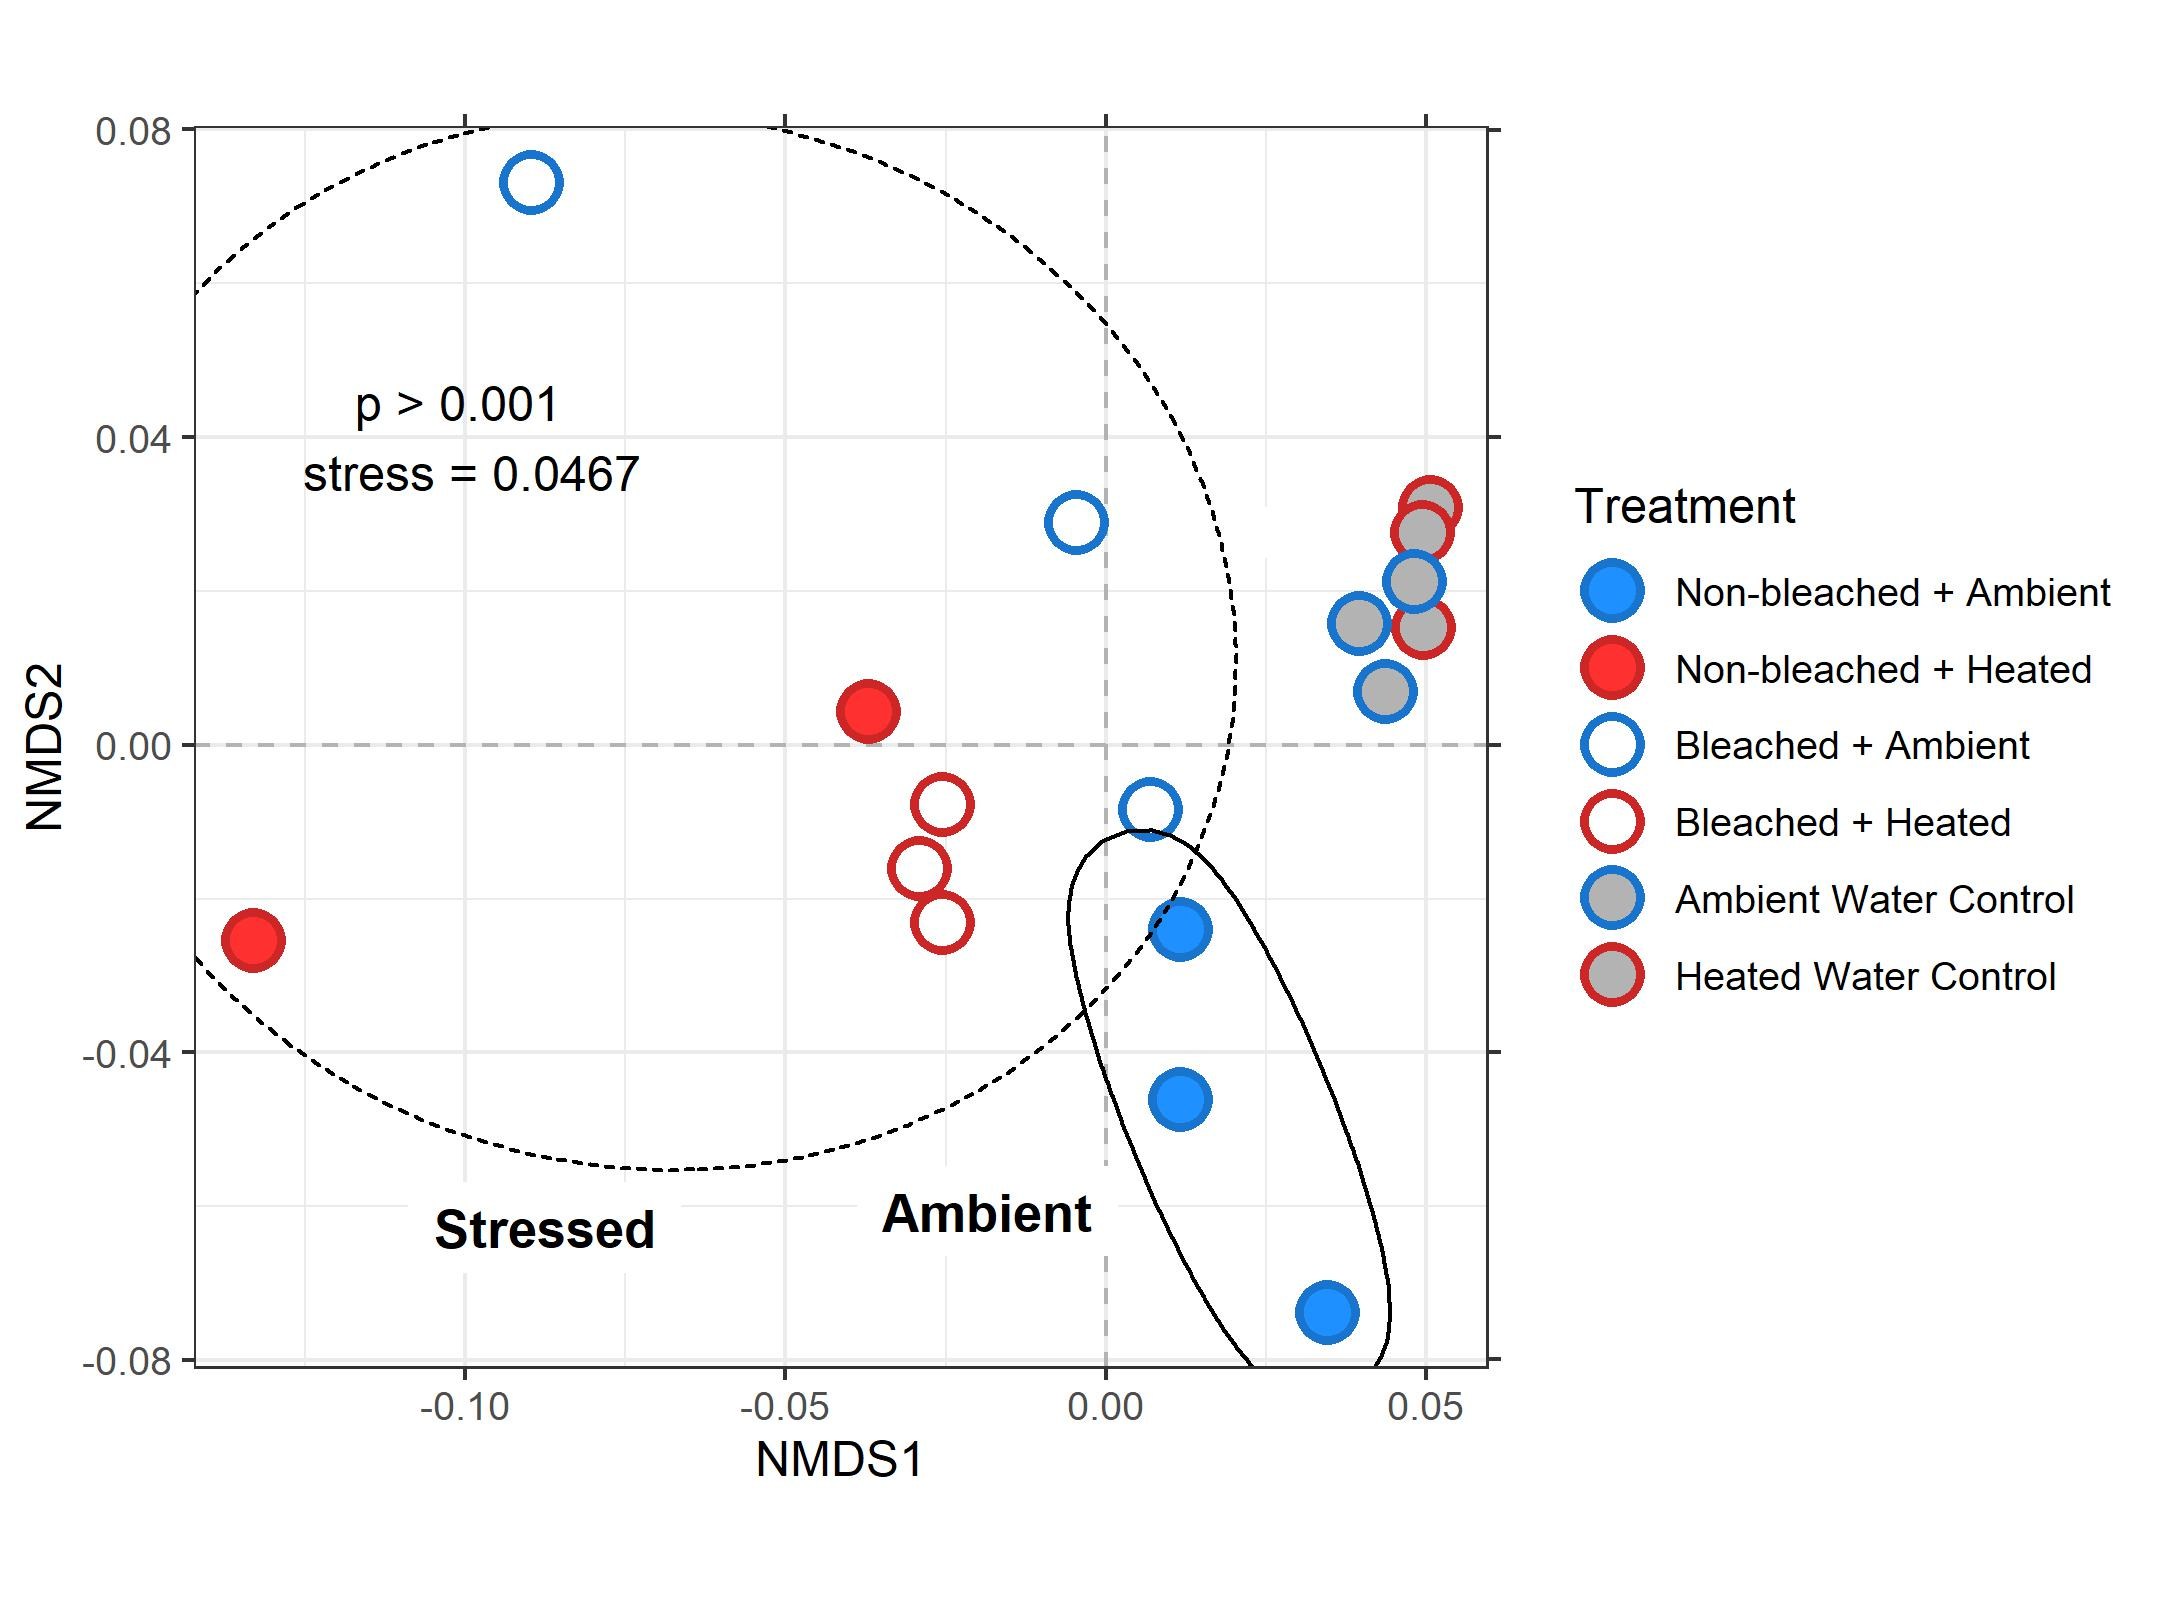 0.08
0.04
0.00
-0.04
-0.08
NMDS2
p > 0.001
stress = 0.0467
Stressed
Ambient
-0.10
-0.05
0.00
0.05
NMDS1
Treatment
Non-bleached + Ambient
Non-bleached + Heated
Bleached + Ambient
Bleached + Heated
Ambient Water Control
Heated Water Control